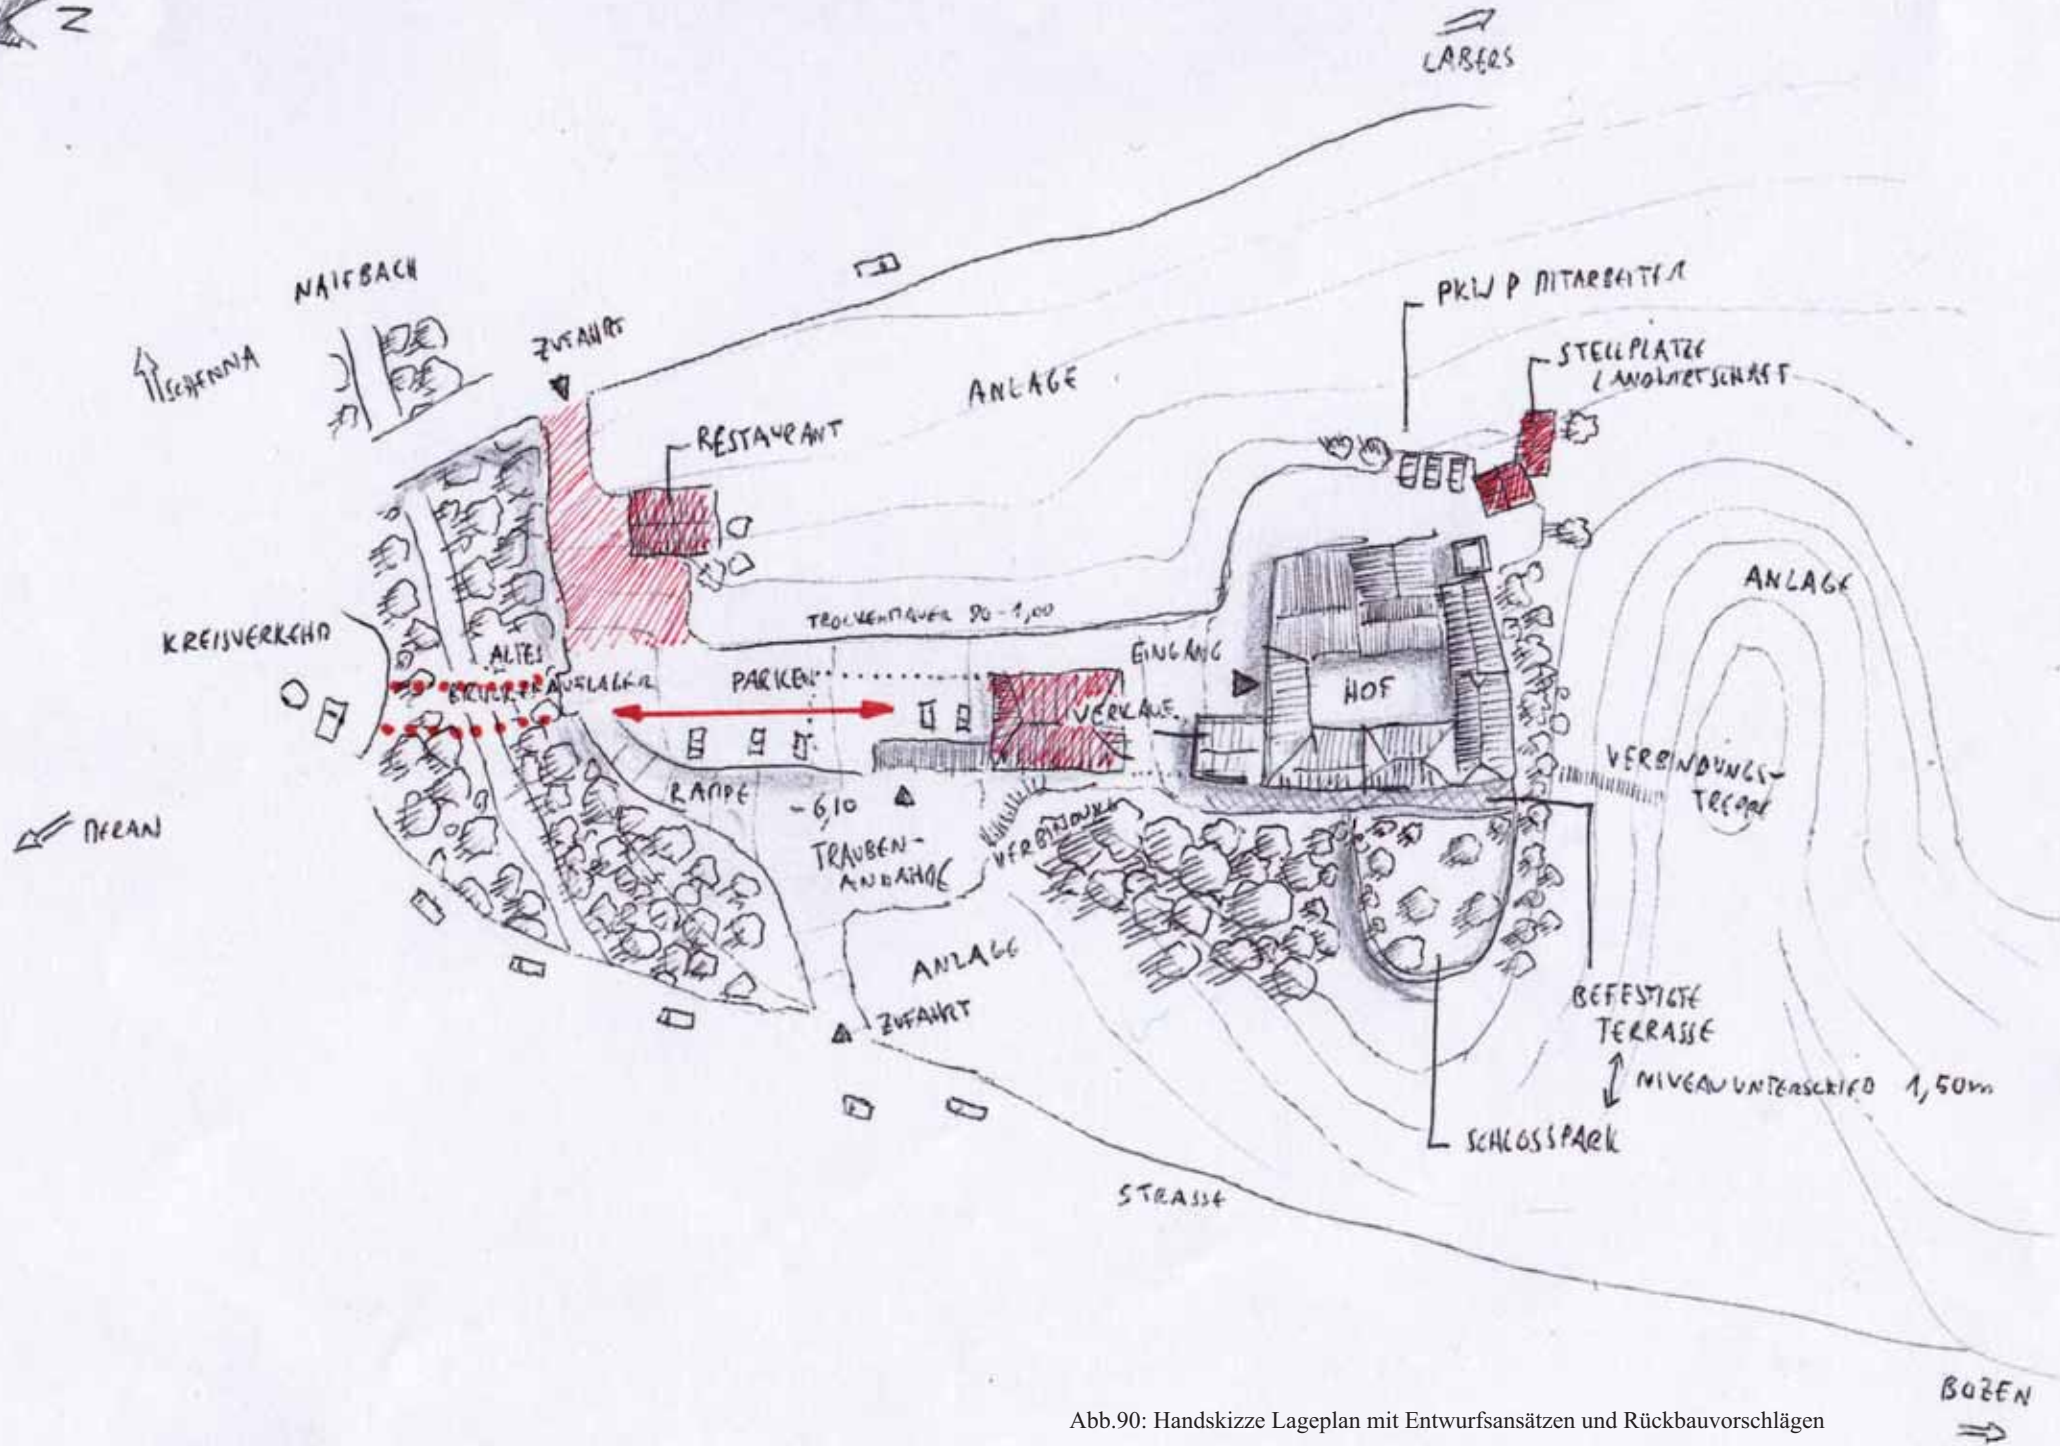 N
LABERS
NAIFBACH
ZUFAHRT
SCHENNA
PKW P MITARBEITER
STELLPLÄTZE
LANDWIRTSCHAFT
ANLAGE
RESTAURANT
ANLAGE
TROCKENMAUER 90-1,00
KREISVERKEHR
ALTES
BRÜCKENAUFLAGER
PARKEN
EINGANG
HOF
VERKAUF
VERBINDUNGS-
TREPPE
RAMPE
-6,10
MERAN
TRAUBEN-
ANNAHME
VERBINDUNG
ANLAGE
ZUFAHRT
BEFESTIGTE
TERRASSE
NIVEAUUNTERSCHIED 1,50m
SCHLOSSPARK
STRASSE
BOZEN
Abb.90: Handskizze Lageplan mit Entwurfsansätzen und Rückbauvorschlägen